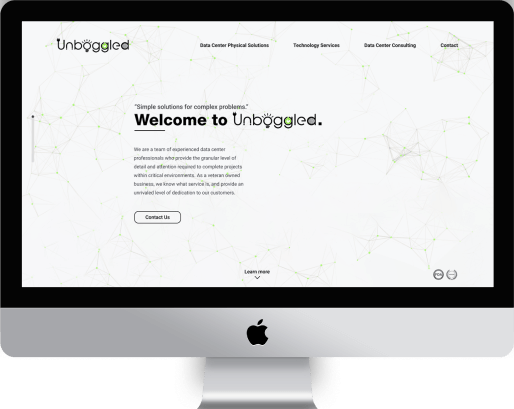 Unboggled
Data Center Physical Solutions Technology Services Data Center Consulting Contact
"Simple solutions for complex problems."
Welcome to Unboggled.
We are a team of experienced data center
professionals who provide the granular level of
detail and attention required to complete projects
within critical environments. As a veteran owned
business, we know what service is, and provide an
unrivaled level of dedication to our customers.
Contact Us
Learn more